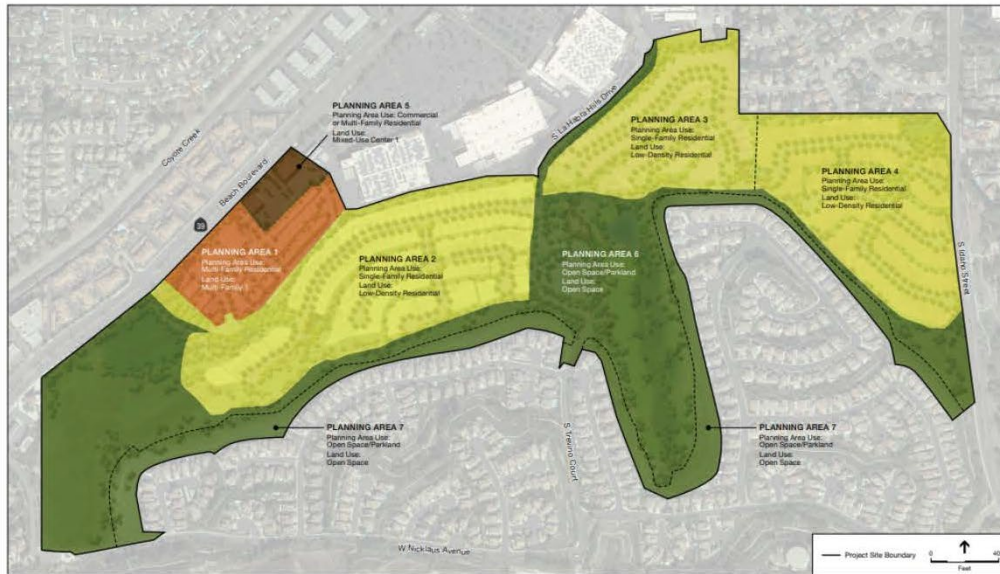 PLANNING AREA 5
Planning Area Use: Commercial
or Multi-Family Residential
Land Use:
Mixed-Use Center 1
Coyote Creek
Beach Boulevard
39
S. La Habra Hills Drive
PLANNING AREA 3
Planning Area Use:
Single-Family Residential
Land Use:
Low-Density Residential
PLANNING AREA 4
Planning Area Use:
Single-Family Residential
Land Use:
Low-Density Residential
PLANNING AREA 1
Planning Area Use:
Multi-Family Residential
Land Use:
Multi-Family 1
PLANNING AREA 2
Planning Area Use:
Single-Family Residential
Land Use:
Low-Density Residential
PLANNING AREA 6
Planning Area Use:
Open Space/Parkland
Land Use:
Open Space
S Idaho Street
PLANNING AREA 7
Planning Area Use:
Open Space/Parkland
Land Use:
Open Space
S Trevino Court
PLANNING AREA 7
Planning Area Use:
Open Space/Parkland
Land Use:
Open Space
W Nicklaus Avenue
Project Site Boundary
0
Feet